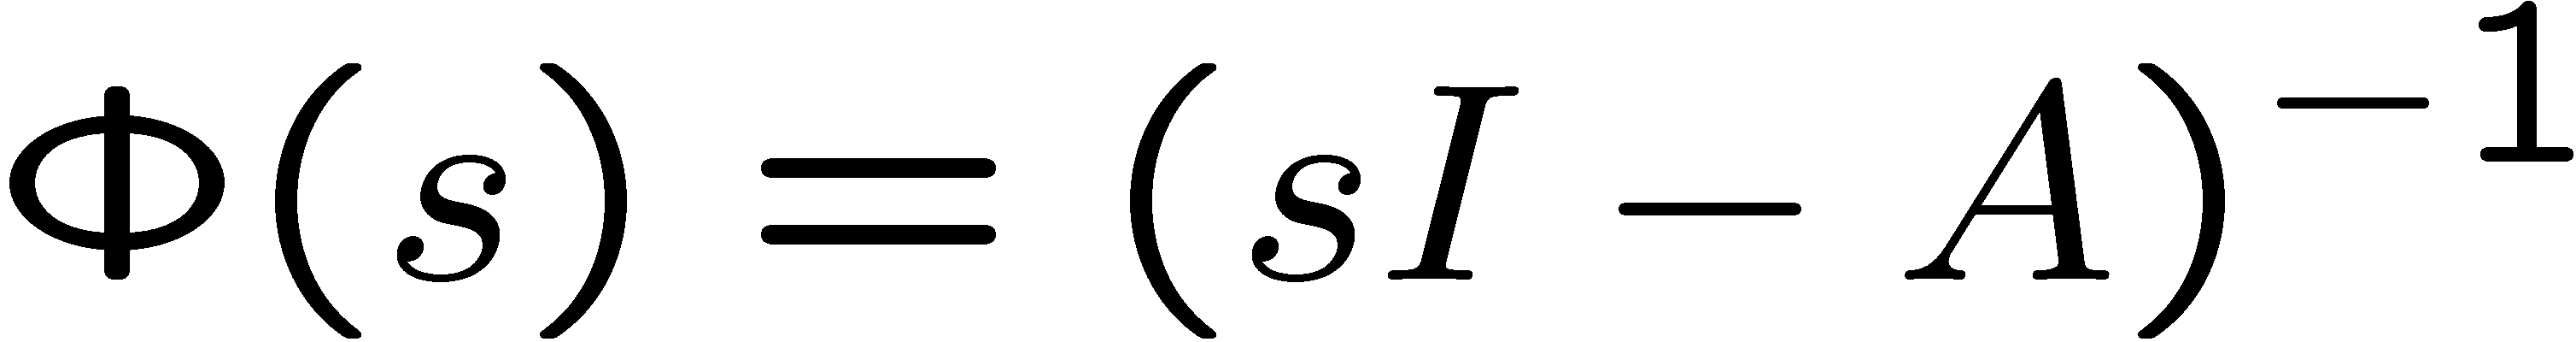 Φ(s) = (sI − A)⁻¹